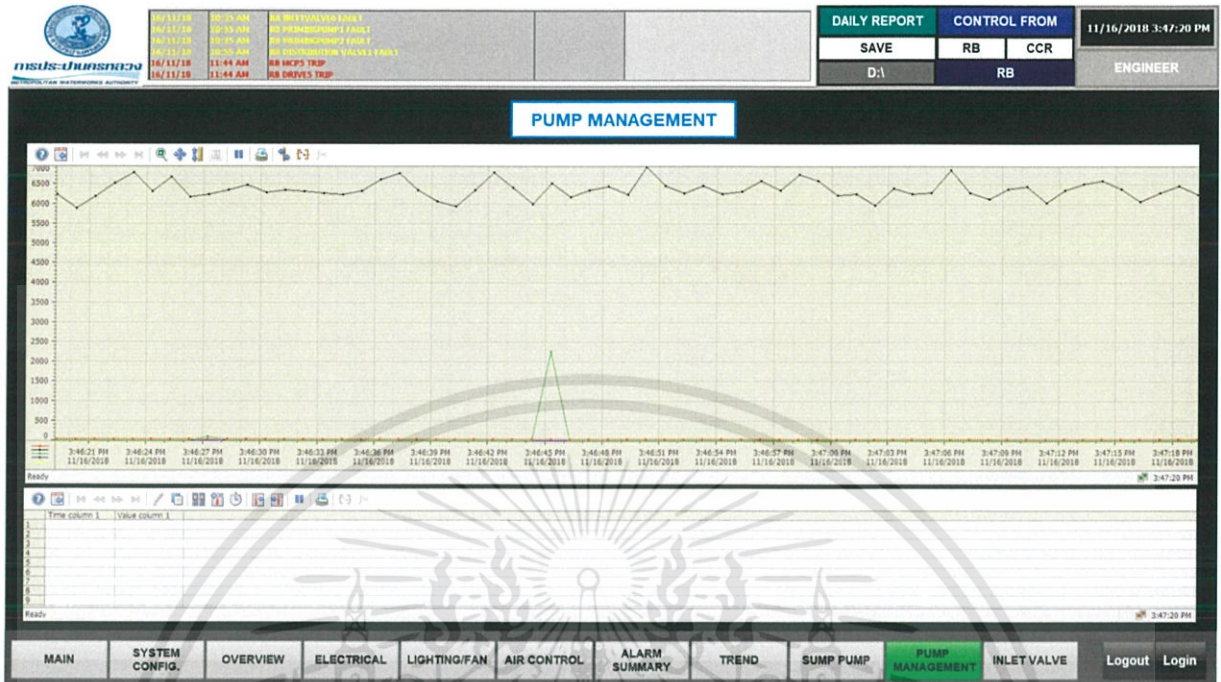 การประปานครหลวง
METROPOLITAN WATERWORKS AUTHORITY
16/11/18 10:35 AM
16/11/18 10:35 AM RB PRIMINGPUMP1 FAULT
16/11/18 10:35 AM RB PRIMINGPUMP2 FAULT
16/11/18 10:35 AM RB DISTRIBUTION VALVE1 FAULT
16/11/18 11:44 AM RB MCP5 TRIP
16/11/18 11:44 AM RB DRIVE5 TRIP
DAILY REPORT
SAVE
D:\
CONTROL FROM
RB CCR
RB
11/16/2018 3:47:20 PM
ENGINEER
PUMP MANAGEMENT
7000
6500
6000
5500
5000
4500
4000
3500
3000
2500
2000
1500
1000
500
0
3:46:21 PM 3:46:24 PM 3:46:27 PM 3:46:30 PM 3:46:33 PM 3:46:36 PM 3:46:39 PM 3:46:42 PM 3:46:45 PM 3:46:48 PM 3:46:51 PM 3:46:54 PM 3:46:57 PM 3:47:00 PM 3:47:03 PM 3:47:06 PM 3:47:09 PM 3:47:12 PM 3:47:15 PM 3:47:18 PM
11/16/2018 11/16/2018 11/16/2018 11/16/2018 11/16/2018 11/16/2018 11/16/2018 11/16/2018 11/16/2018 11/16/2018 11/16/2018 11/16/2018 11/16/2018 11/16/2018 11/16/2018 11/16/2018 11/16/2018 11/16/2018 11/16/2018 11/16/2018
Ready 3:47:20 PM
Time column 1 Value column 1
1
2
3
4
5
6
7
8
9
Ready 3:47:20 PM
MAIN
SYSTEM
CONFIG.
OVERVIEW
ELECTRICAL
LIGHTING/FAN
AIR CONTROL
ALARM
SUMMARY
TREND
SUMP PUMP
PUMP
MANAGEMENT
INLET VALVE
Logout
Login